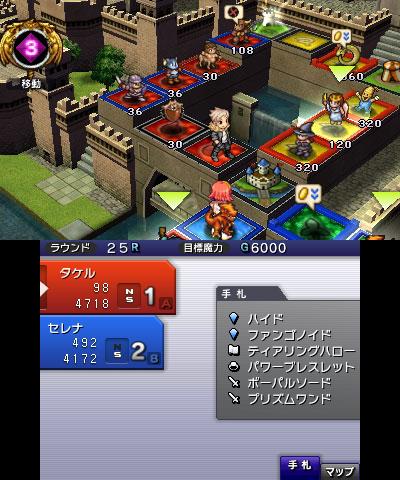 3
移動
108
36
30
36
30
360
320
120
320
ラウンド 25R 目標魔力 G6000
タケル
98
4718
NS
1A
セレナ
492
4172
NS
2B
手札
ハイド
ファンゴノイド
ティアリングハロー
パワーブレスレット
ボーパルソード
プリズムワンド
手札
マップ